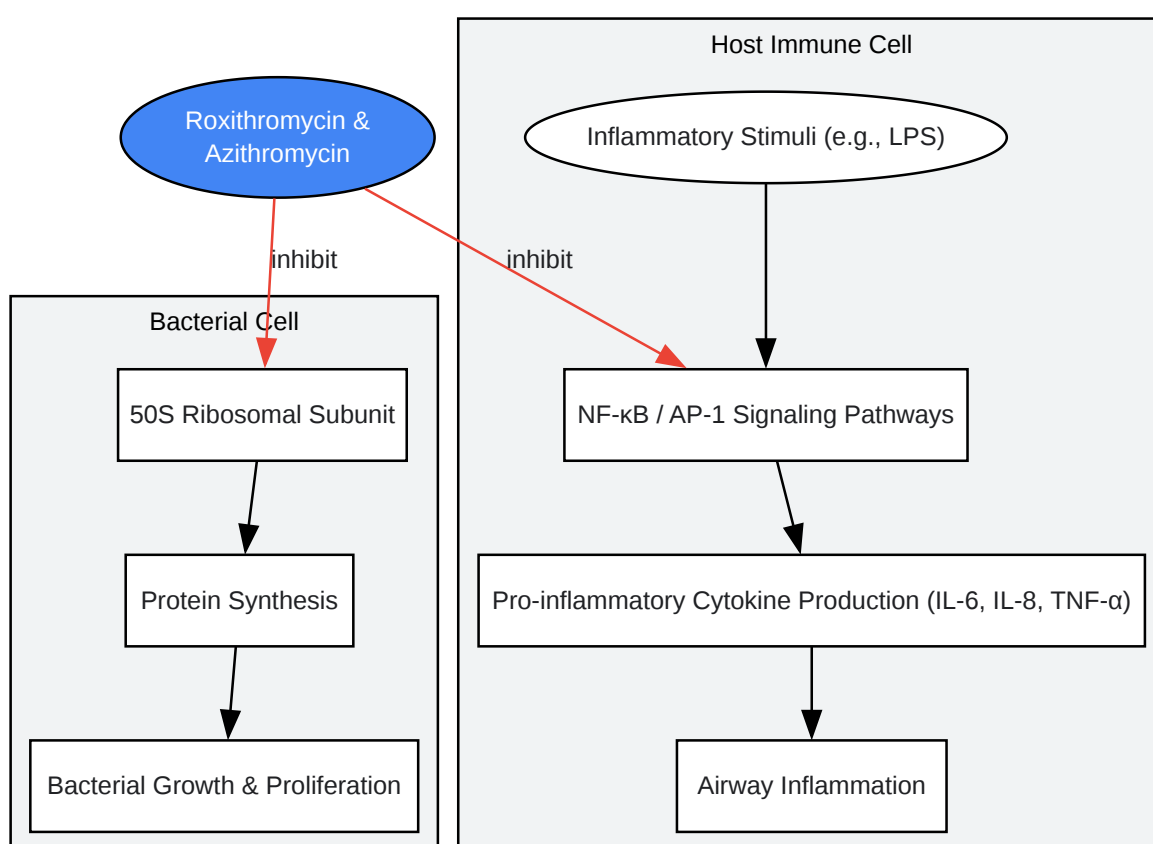 Host Immune Cell
Roxithromycin &
Azithromycin
Inflammatory Stimuli (e.g., LPS)
inhibit
inhibit
Bacterial Cell
50S Ribosomal Subunit
NF-κB / AP-1 Signaling Pathways
Protein Synthesis
Pro-inflammatory Cytokine Production (IL-6, IL-8, TNF-α)
Bacterial Growth & Proliferation
Airway Inflammation